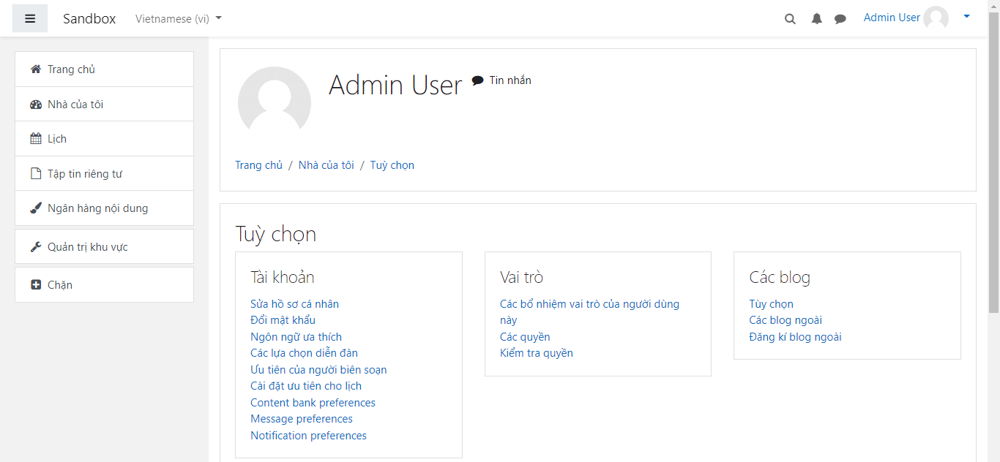 Sandbox
Vietnamese (vi)
Admin User
Trang chủ
Nhà của tôi
Lịch
Tập tin riêng tư
Ngân hàng nội dung
Quản trị khu vực
Chặn
Admin User
Tin nhắn
Trang chủ / Nhà của tôi / Tuỳ chọn
Tuỳ chọn
Tài khoản
Sửa hồ sơ cá nhân
Đổi mật khẩu
Ngôn ngữ ưa thích
Các lựa chọn diễn đàn
Ưu tiên của người biên soạn
Cài đặt ưu tiên cho lịch
Content bank preferences
Message preferences
Notification preferences
Vai trò
Các bổ nhiệm vai trò của người dùng
này
Các quyền
Kiểm tra quyền
Các blog
Tùy chọn
Các blog ngoài
Đăng kí blog ngoài